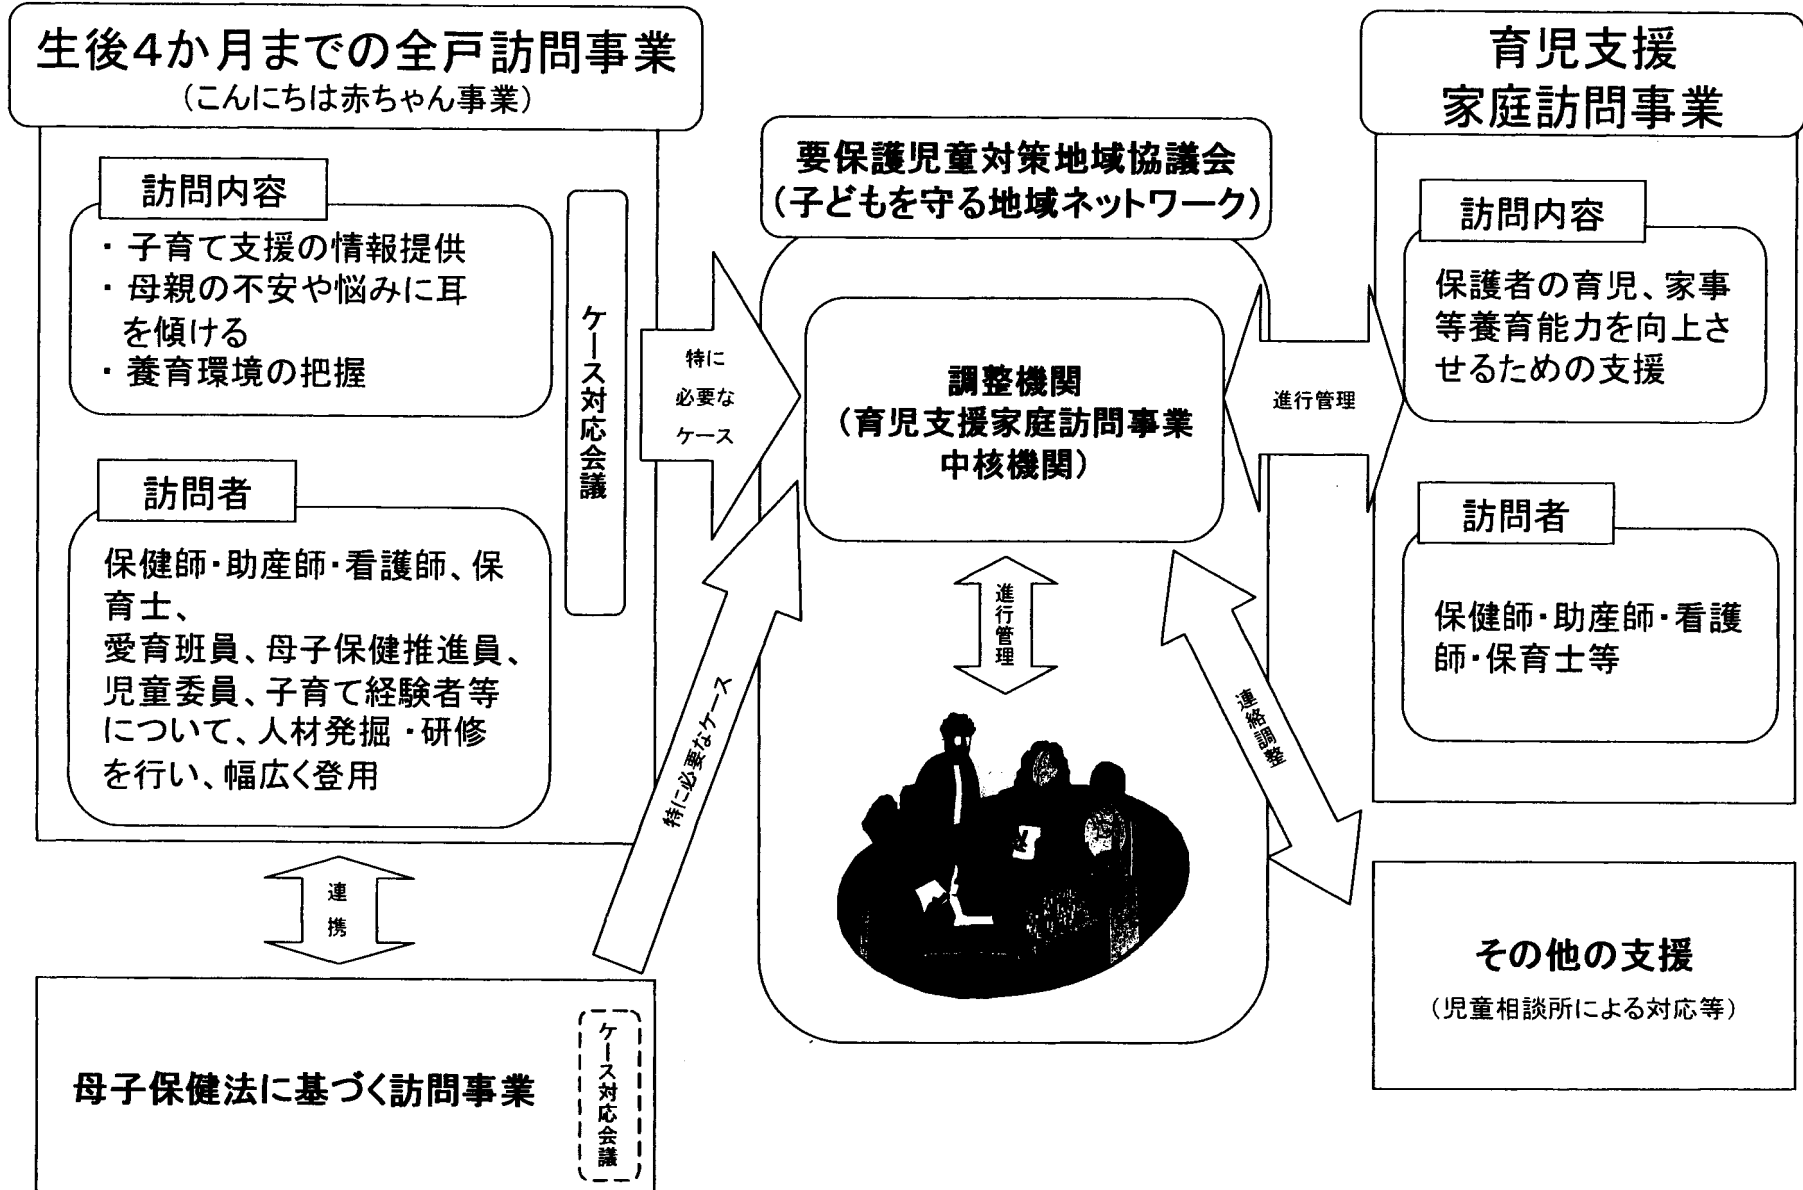 生後4か月までの全戸訪問事業
(こんにちは赤ちゃん事業)
訪問内容
・子育て支援の情報提供
・母親の不安や悩みに耳
を傾ける
・養育環境の把握
訪問者
保健師・助産師・看護師、保
育士、
愛育班員、母子保健推進員、
児童委員、子育て経験者等
について、人材発掘・研修
を行い、幅広く登用
ケース対応会議
特に
必要な
ケース
連携
母子保健法に基づく訪問事業
ケース対応会議
特に必要なケース
要保護児童対策地域協議会
(子どもを守る地域ネットワーク)
調整機関
(育児支援家庭訪問事業
中核機関)
進行管理
進行管理
連絡調整
育児支援
家庭訪問事業
訪問内容
保護者の育児、家事
等養育能力を向上さ
せるための支援
訪問者
保健師・助産師・看護
師・保育士等
その他の支援
(児童相談所による対応等)